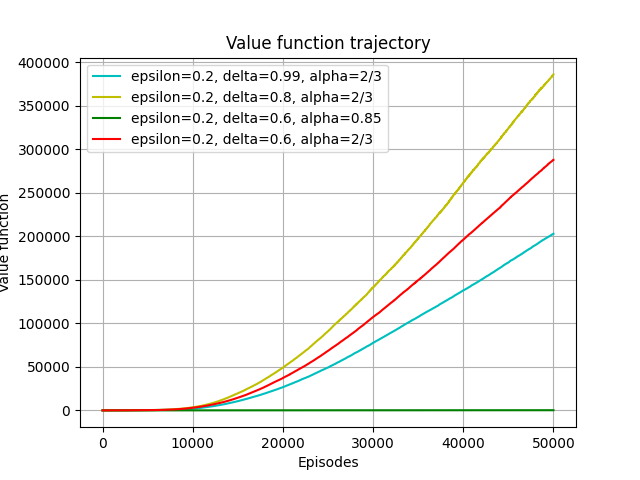 Value function trajectory
epsilon=0.2, delta=0.99, alpha=2/3
epsilon=0.2, delta=0.8, alpha=2/3
epsilon=0.2, delta=0.6, alpha=0.85
epsilon=0.2, delta=0.6, alpha=2/3
400000
350000
300000
250000
200000
150000
100000
50000
0
Value function
0 10000 20000 30000 40000 50000
Episodes